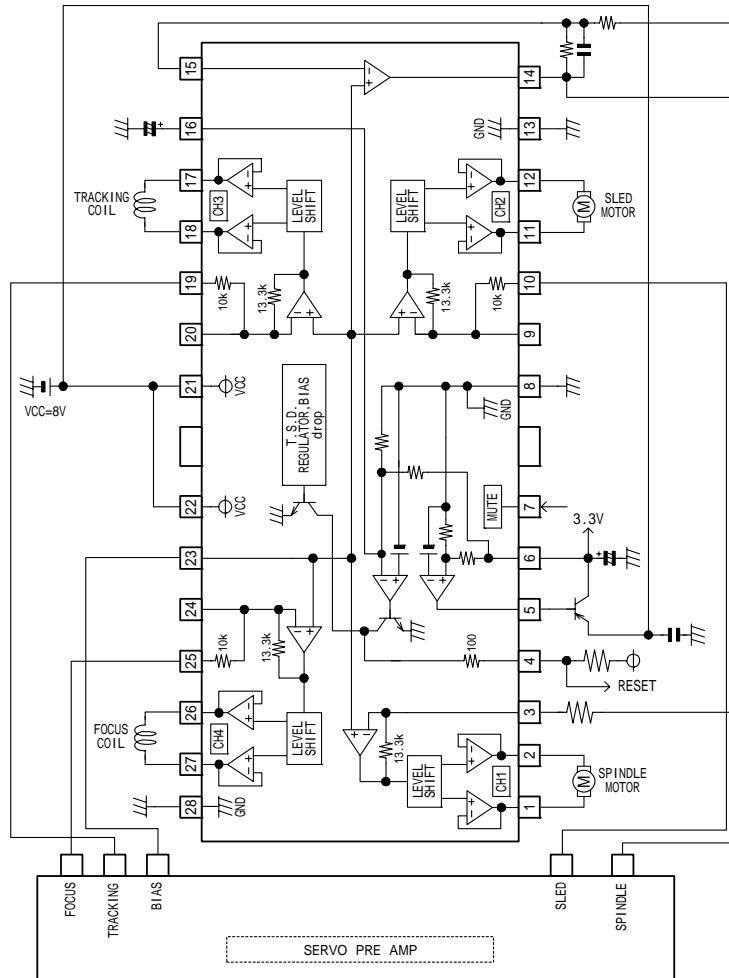 15
14
16
GND
13
TRACKING
COIL
17
CH3
LEVEL
SHIFT
18
LEVEL
SHIFT
CH2
12
SLED
MOTOR
M
11
19
10k
13.3k
13.3k
10k
10
20
9
VCC=8V
21
VCC
T.S.D.
REGULATOR,BIAS
drop
GND
8
22
VCC
MUTE
7
3.3V
23
6
24
5
25
10k
13.3k
100
4
RESET
FOCUS
COIL
26
CH4
LEVEL
SHIFT
27
13.3k
3
LEVEL
SHIFT
CH1
2
SPINDLE
MOTOR
M
28
GND
1
FOCUS
TRACKING
BIAS
SLED
SPINDLE
SERVO PRE AMP